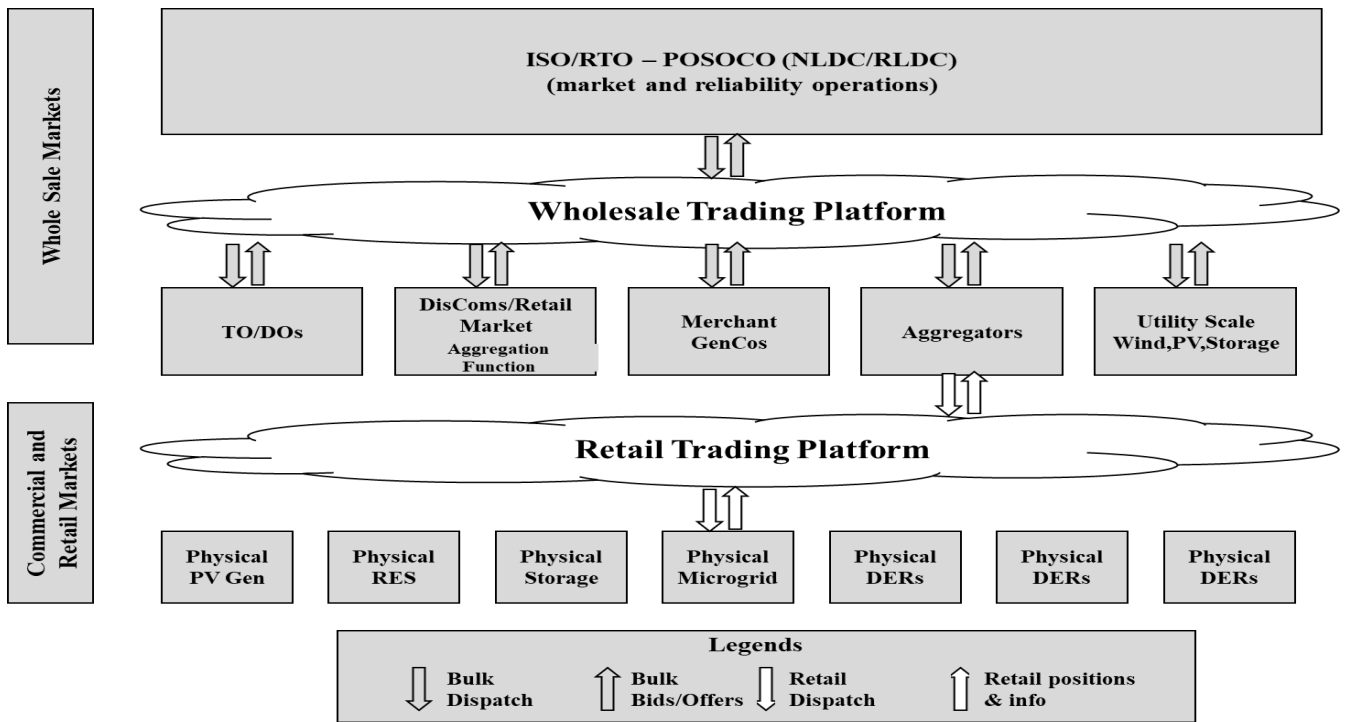 Whole Sale Markets
ISO/RTO – POSOCO (NLDC/RLDC)
(market and reliability operations)
Wholesale Trading Platform
TO/DOs
DisComs/Retail
Market
Aggregation
Function
Merchant
GenCos
Aggregators
Utility Scale
Wind,PV,Storage
Commercial and
Retail Markets
Retail Trading Platform
Physical
PV Gen
Physical
RES
Physical
Storage
Physical
Microgrid
Physical
DERs
Physical
DERs
Physical
DERs
Legends
Bulk
Dispatch
Bulk
Bids/Offers
Retail
Dispatch
Retail positions
& info